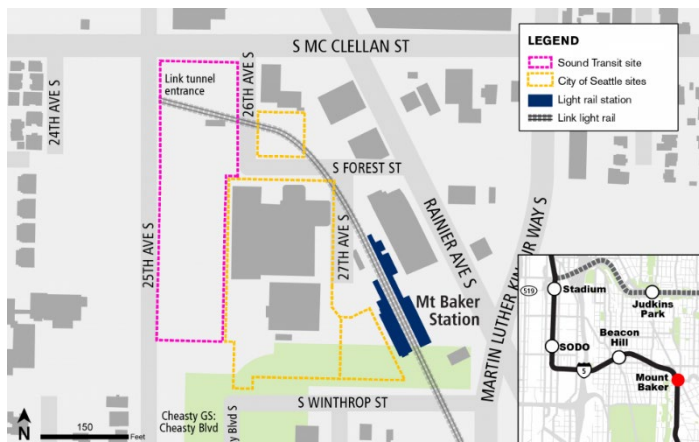 S MC CLELLAN ST
LEGEND
Sound Transit site
City of Seattle sites
Light rail station
Link light rail
Link tunnel
entrance
24TH AVE S
26TH AVE S
S FOREST ST
25TH AVE S
27TH AVE S
RAINIER AVE S
MARTIN LUTHER KING JR WAY S
Mt Baker
Station
S WINTHROP ST
Cheasty GS:
Cheasty Blvd
Blvd S
N
150
Feet
519
Stadium
Judkins
Park
SODO
Beacon
Hill
5
Mount
Baker